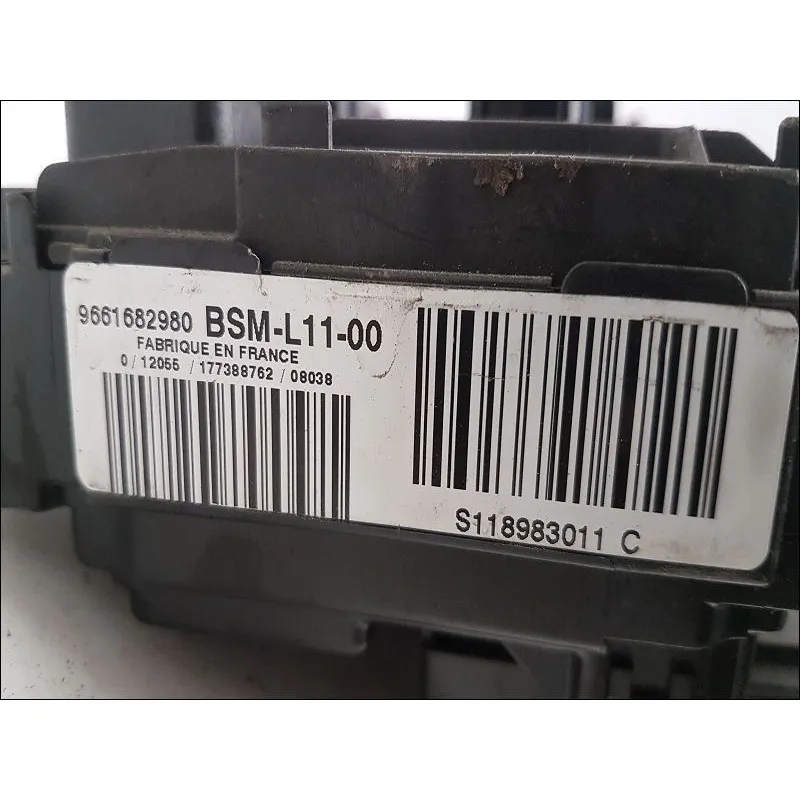 9661682980 BSM-L11-00
FABRIQUE EN FRANCE
0 / 12055 / 177388762 / 08038
S118983011 C